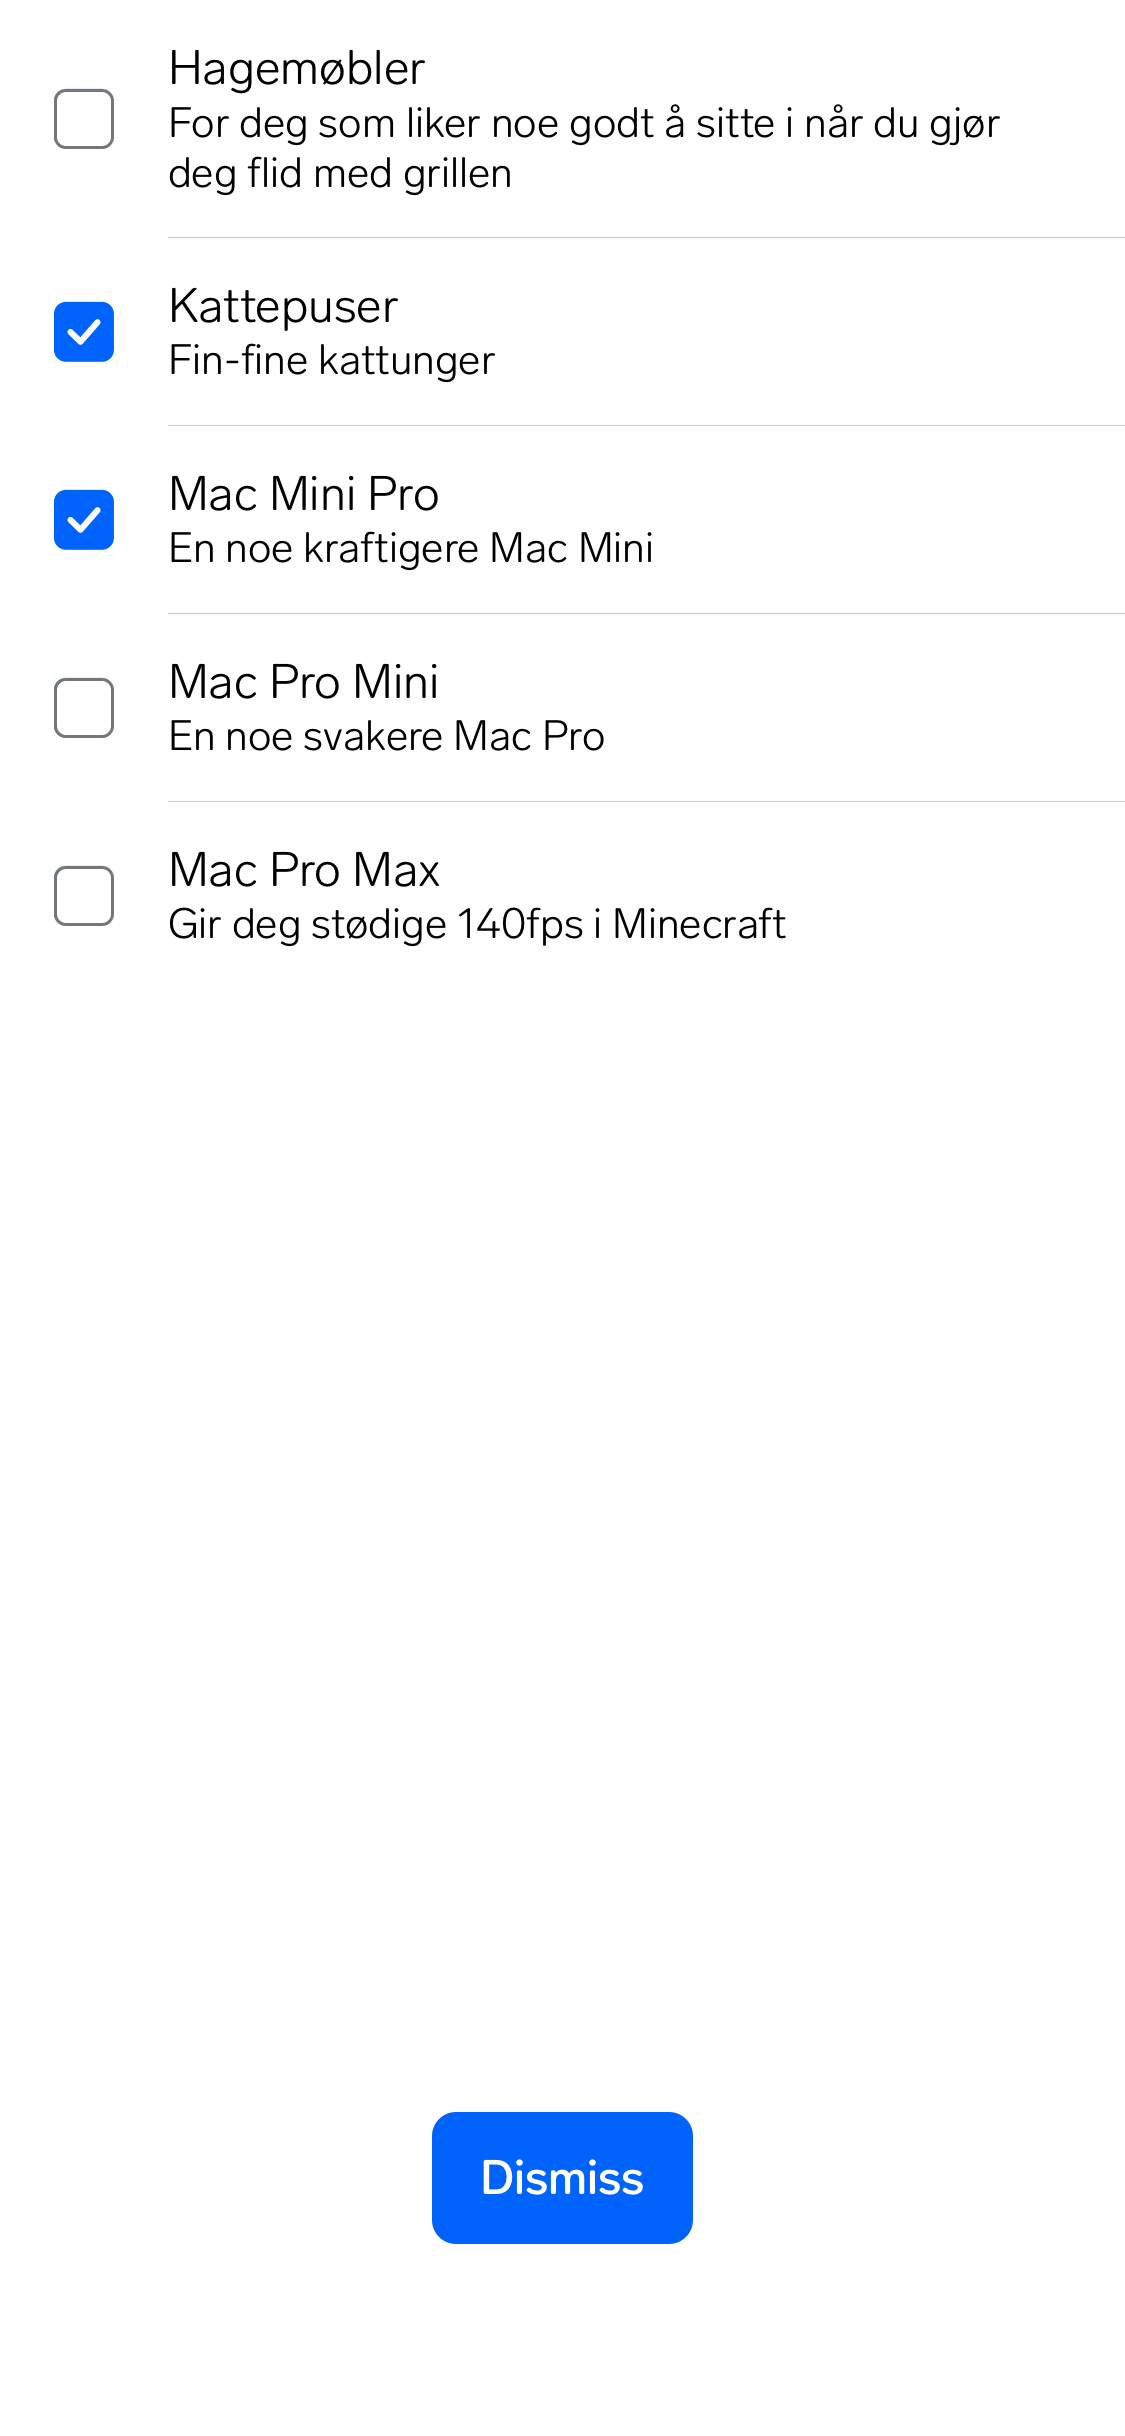 Hagemøbler
For deg som liker noe godt å sitte i når du gjør
deg flid med grillen
Kattepuser
Fin-fine kattunger
Mac Mini Pro
En noe kraftigere Mac Mini
Mac Pro Mini
En noe svakere Mac Pro
Mac Pro Max
Gir deg stødige 140fps i Minecraft
Dismiss